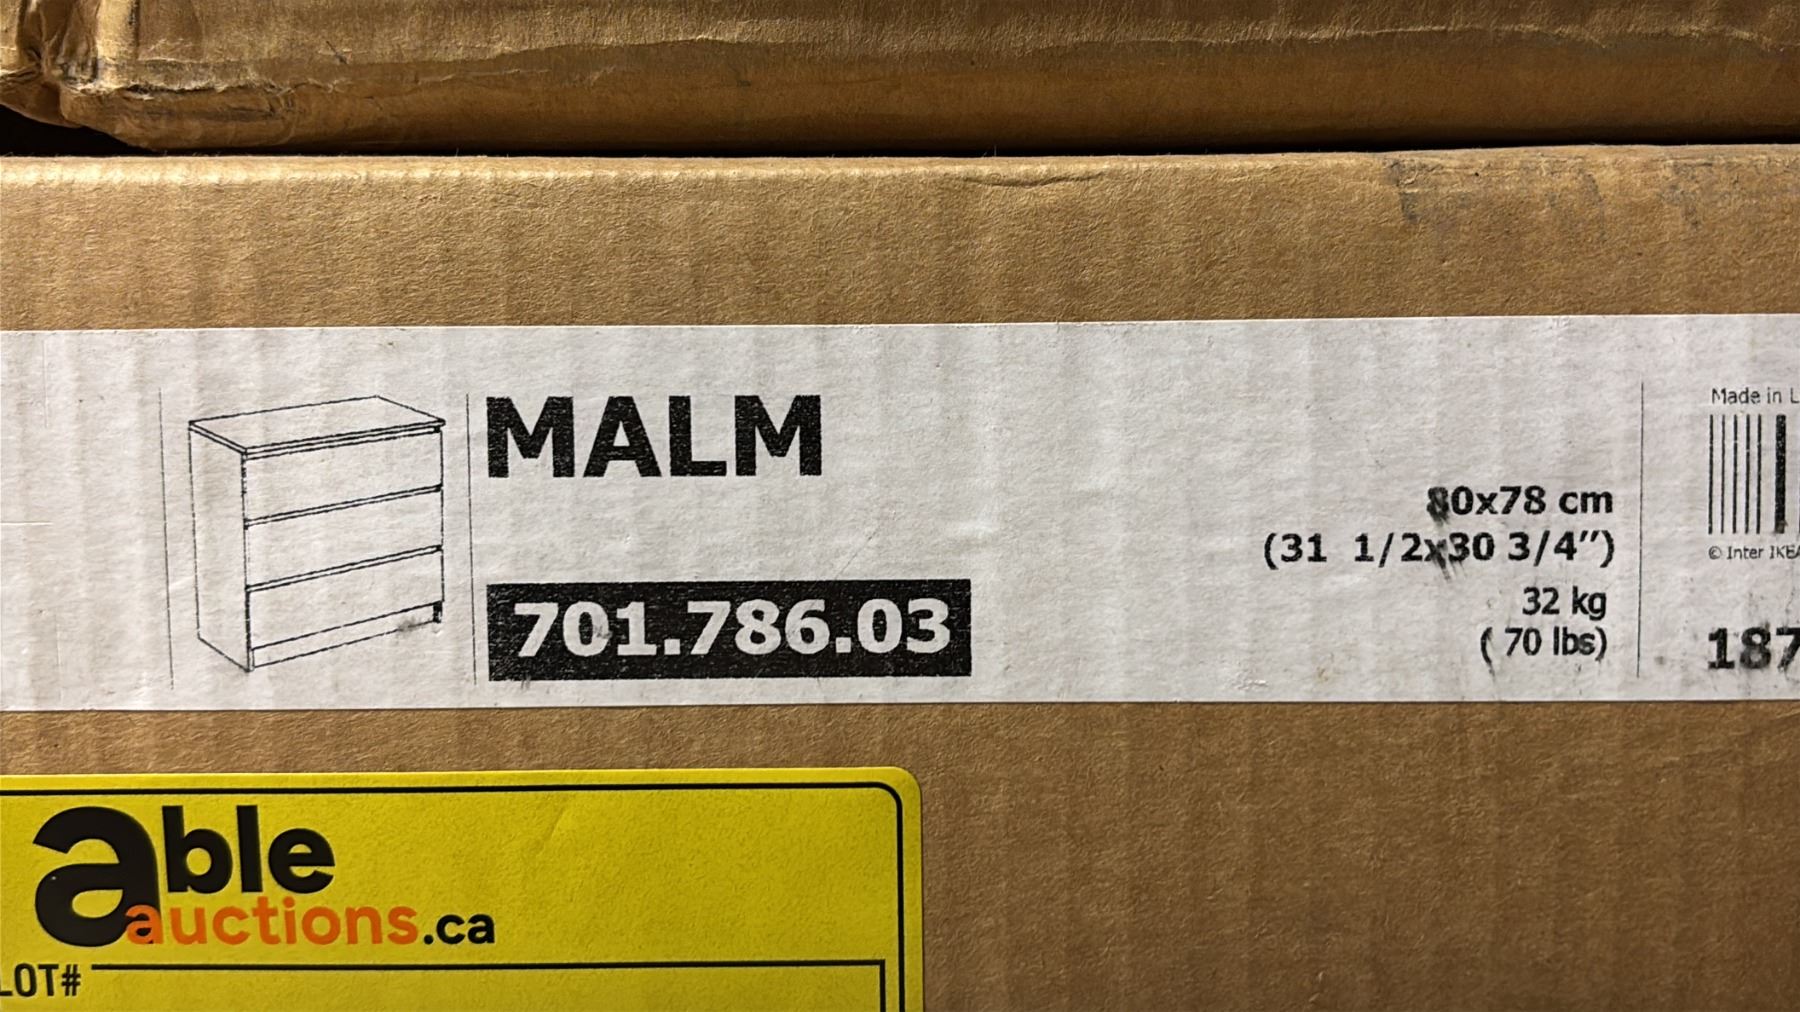 MALM
701.786.03
80x78 cm
(31 1/2x30 3/4")
32 kg
( 70 lbs)
Made in
© Inter IKEA
187
able
auctions.ca
LOT#